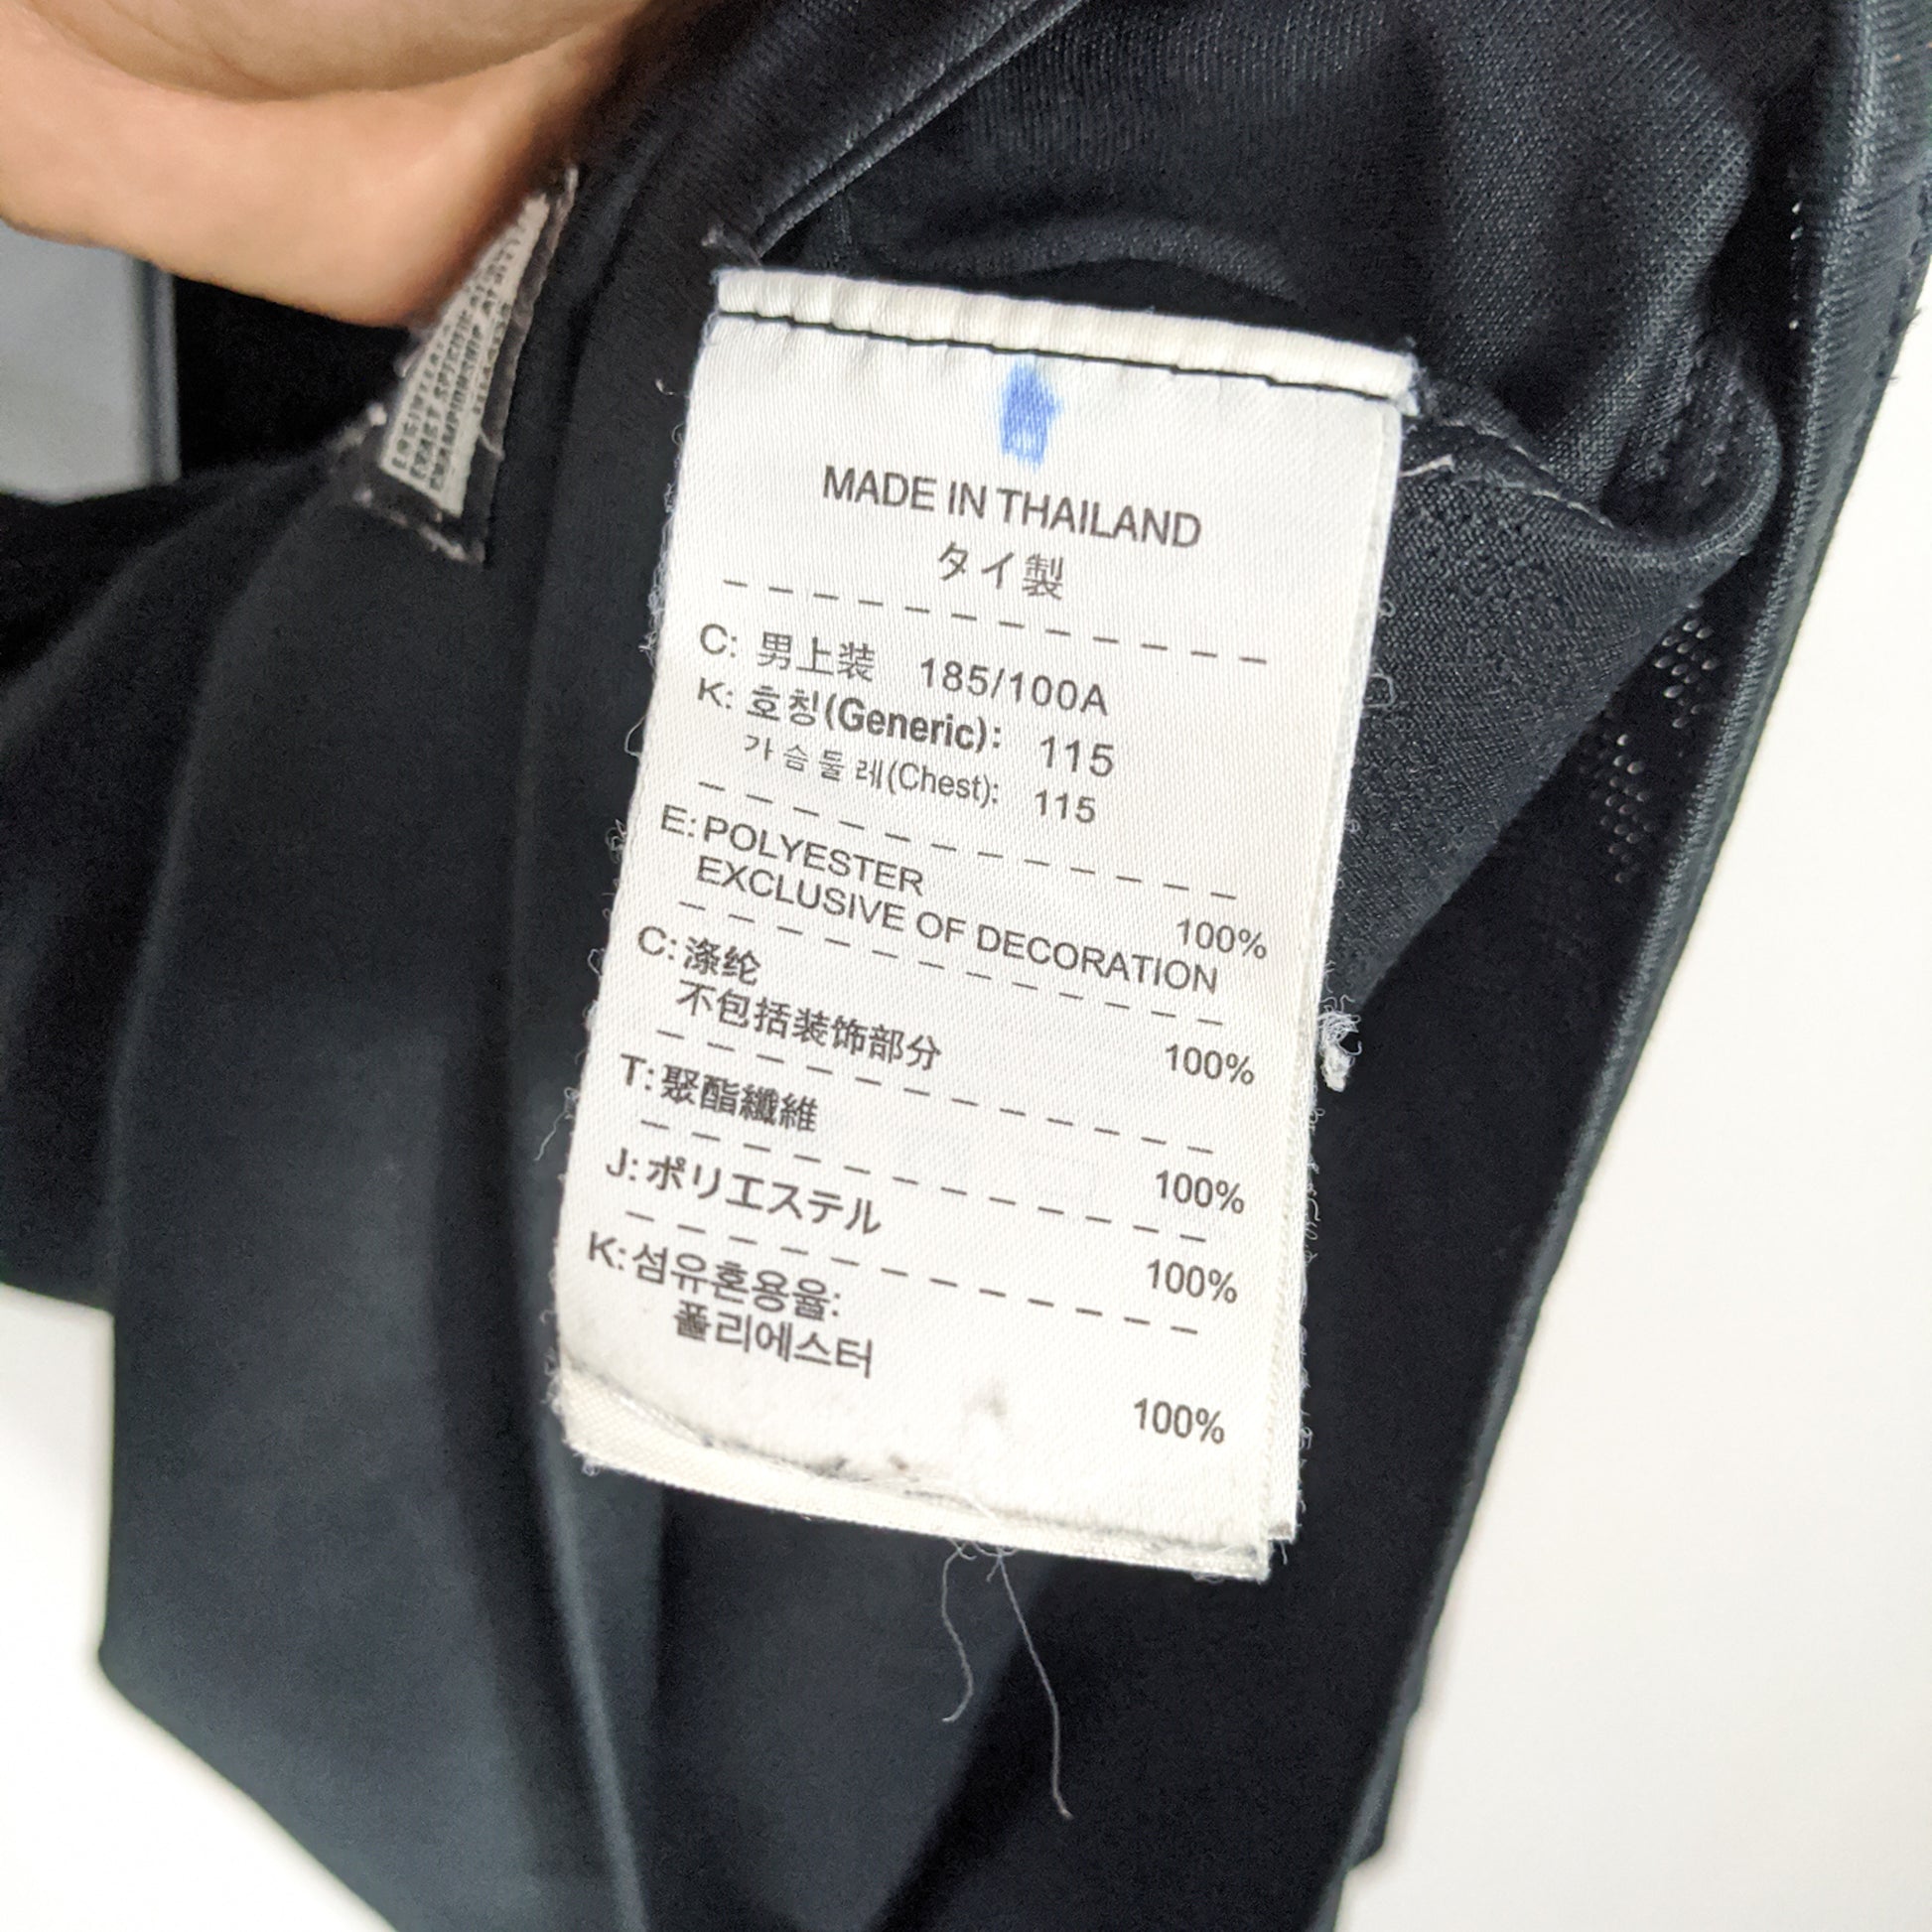 MADE IN THAILAND
タイ製
C: 男上装 185/100A
K: 호칭(Generic): 115
가슴둘레(Chest): 115
E: POLYESTER 100%
EXCLUSIVE OF DECORATION
C: 涤纶 100%
不包括装饰部分
T: 聚酯纖維 100%
J: ポリエステル 100%
K: 섬유혼용율:
폴리에스터 100%